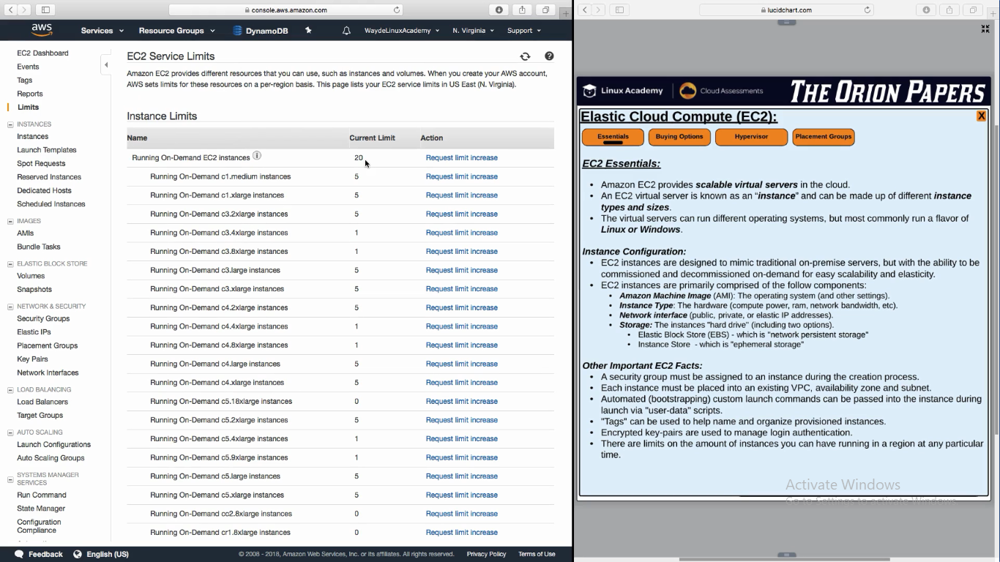 console.aws.amazon.com
aws
Services
Resource Groups
DynamoDB
WaydeLinuxAcademy
N. Virginia
Support
EC2 Dashboard
Events
Tags
Reports
Limits
INSTANCES
Instances
Launch Templates
Spot Requests
Reserved Instances
Dedicated Hosts
Scheduled Instances
IMAGES
AMIs
Bundle Tasks
ELASTIC BLOCK STORE
Volumes
Snapshots
NETWORK & SECURITY
Security Groups
Elastic IPs
Placement Groups
Key Pairs
Network Interfaces
LOAD BALANCING
Load Balancers
Target Groups
AUTO SCALING
Launch Configurations
Auto Scaling Groups
SYSTEMS MANAGER
SERVICES
Run Command
State Manager
Configuration
Compliance
EC2 Service Limits
Amazon EC2 provides different resources that you can use, such as instances and volumes. When you create your AWS account,
AWS sets limits for these resources on a per-region basis. This page lists your EC2 service limits in US East (N. Virginia).
Instance Limits
Name Current Limit Action
Running On-Demand EC2 instances 20 Request limit increase
Running On-Demand c1.medium instances 5 Request limit increase
Running On-Demand c1.xlarge instances 5 Request limit increase
Running On-Demand c3.2xlarge instances 5 Request limit increase
Running On-Demand c3.4xlarge instances 1 Request limit increase
Running On-Demand c3.8xlarge instances 1 Request limit increase
Running On-Demand c3.large instances 5 Request limit increase
Running On-Demand c3.xlarge instances 5 Request limit increase
Running On-Demand c4.2xlarge instances 5 Request limit increase
Running On-Demand c4.4xlarge instances 1 Request limit increase
Running On-Demand c4.8xlarge instances 1 Request limit increase
Running On-Demand c4.large instances 5 Request limit increase
Running On-Demand c4.xlarge instances 5 Request limit increase
Running On-Demand c5.18xlarge instances 0 Request limit increase
Running On-Demand c5.2xlarge instances 5 Request limit increase
Running On-Demand c5.4xlarge instances 1 Request limit increase
Running On-Demand c5.9xlarge instances 1 Request limit increase
Running On-Demand c5.large instances 5 Request limit increase
Running On-Demand c5.xlarge instances 5 Request limit increase
Running On-Demand cc2.8xlarge instances 0 Request limit increase
Running On-Demand cr1.8xlarge instances 0 Request limit increase
Feedback
English (US)
© 2008 - 2018, Amazon Web Services, Inc. or its affiliates. All rights reserved.
Privacy Policy
Terms of Use
lucidchart.com
Linux Academy
Cloud Assessments
THE ORION PAPERS
Elastic Cloud Compute (EC2):
X
Essentials
Buying Options
Hypervisor
Placement Groups
EC2 Essentials:
• Amazon EC2 provides scalable virtual servers in the cloud.
• An EC2 virtual server is known as an “instance” and can be made up of different instance
types and sizes.
• The virtual servers can run different operating systems, but most commonly run a flavor of
Linux or Windows.
Instance Configuration:
• EC2 instances are designed to mimic traditional on-premise servers, but with the ability to be
commissioned and decommissioned on-demand for easy scalability and elasticity.
• EC2 instances are primarily comprised of the follow components:
• Amazon Machine Image (AMI): The operating system (and other settings).
• Instance Type: The hardware (compute power, ram, network bandwidth, etc).
• Network interface (public, private, or elastic IP addresses).
• Storage: The instances "hard drive" (including two options).
• Elastic Block Store (EBS) - which is "network persistent storage"
• Instance Store - which is "ephemeral storage"
Other Important EC2 Facts:
• A security group must be assigned to an instance during the creation process.
• Each instance must be placed into an existing VPC, availability zone and subnet.
• Automated (bootstrapping) custom launch commands can be passed into the instance during
launch via "user-data" scripts.
• "Tags" can be used to help name and organize provisioned instances.
• Encrypted key-pairs are used to manage login authentication.
• There are limits on the amount of instances you can have running in a region at any particular
time.
Activate Windows
Go to Settings to activate Windows.